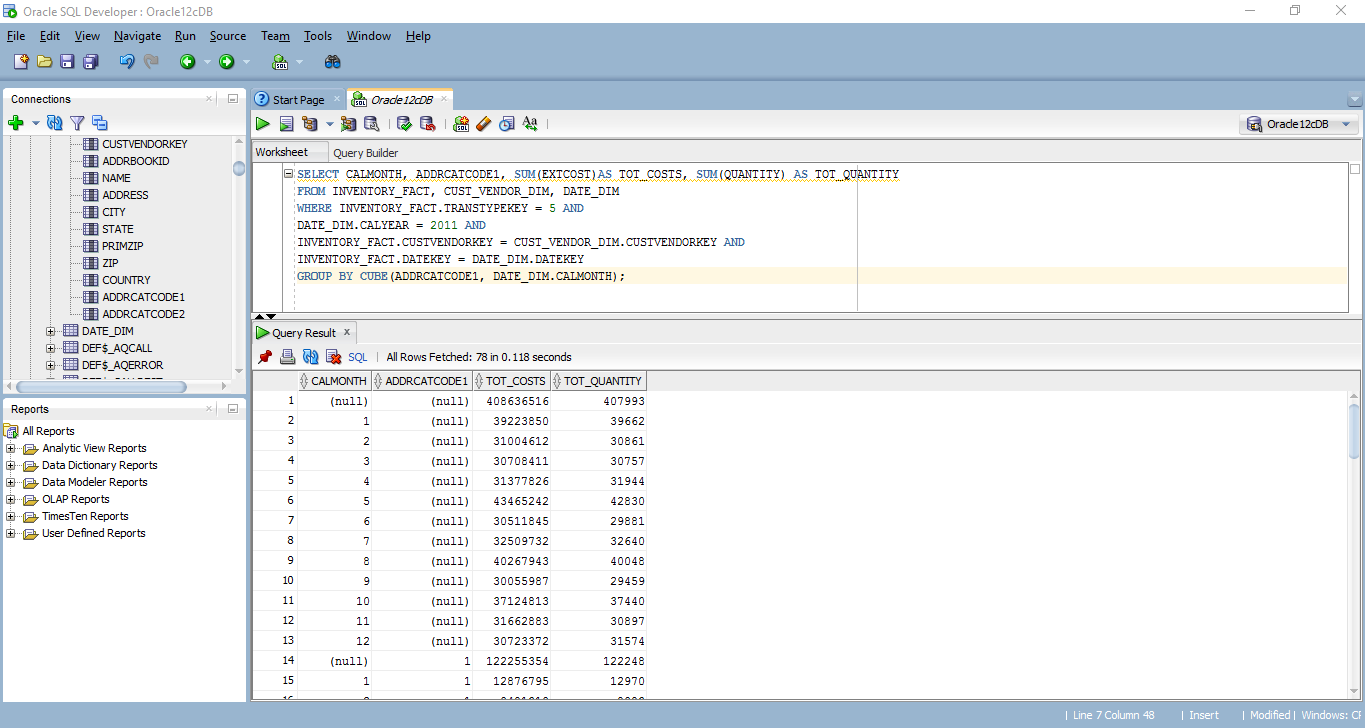 Oracle SQL Developer : Oracle12cDB
File Edit View Navigate Run Source Team Tools Window Help
Connections
CUSTVENDORKEY
ADDRBOOKID
NAME
ADDRESS
CITY
STATE
PRIMZIP
ZIP
COUNTRY
ADDRCATCODE1
ADDRCATCODE2
DATE_DIM
DEF$_AQCALL
DEF$_AQERROR
Reports
All Reports
Analytic View Reports
Data Dictionary Reports
Data Modeler Reports
OLAP Reports
TimesTen Reports
User Defined Reports
Start Page Oracle12cDB
Oracle12cDB
Worksheet Query Builder
SELECT CALMONTH, ADDRCATCODE1, SUM(EXTCOST)AS TOT_COSTS, SUM(QUANTITY) AS TOT_QUANTITY
FROM INVENTORY_FACT, CUST_VENDOR_DIM, DATE_DIM
WHERE INVENTORY_FACT.TRANSTYPEKEY = 5 AND
DATE_DIM.CALYEAR = 2011 AND
INVENTORY_FACT.CUSTVENDORKEY = CUST_VENDOR_DIM.CUSTVENDORKEY AND
INVENTORY_FACT.DATEKEY = DATE_DIM.DATEKEY
GROUP BY CUBE(ADDRCATCODE1, DATE_DIM.CALMONTH);
Query Result
SQL | All Rows Fetched: 78 in 0.118 seconds
CALMONTH ADDRCATCODE1 TOT_COSTS TOT_QUANTITY
1 (null) (null) 408636516 407993
2 1 (null) 39223850 39662
3 2 (null) 31004612 30861
4 3 (null) 30708411 30757
5 4 (null) 31377826 31944
6 5 (null) 43465242 42830
7 6 (null) 30511845 29881
8 7 (null) 32509732 32640
9 8 (null) 40267943 40048
10 9 (null) 30055987 29459
11 10 (null) 37124813 37440
12 11 (null) 31662883 30897
13 12 (null) 30723372 31574
14 (null) 1 122255354 122248
15 1 1 12876795 12970
| Line 7 Column 48 | Insert | Modified | Windows: CF